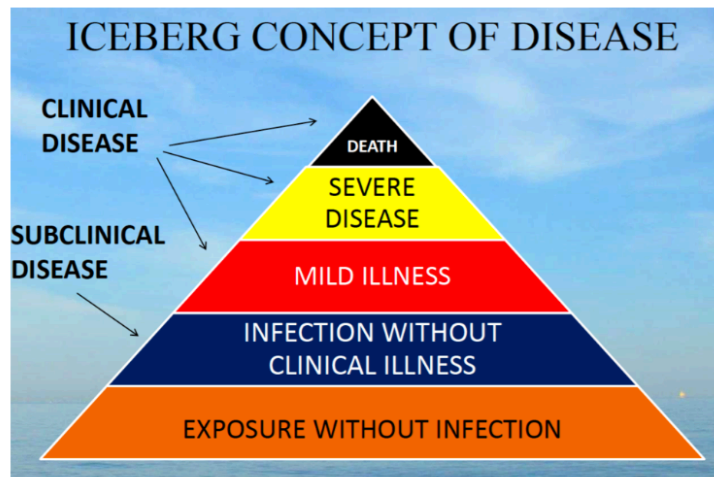 ICEBERG CONCEPT OF DISEASE
CLINICAL
DISEASE
DEATH
SEVERE
DISEASE
SUBCLINICAL
DISEASE
MILD ILLNESS
INFECTION WITHOUT
CLINICAL ILLNESS
EXPOSURE WITHOUT INFECTION